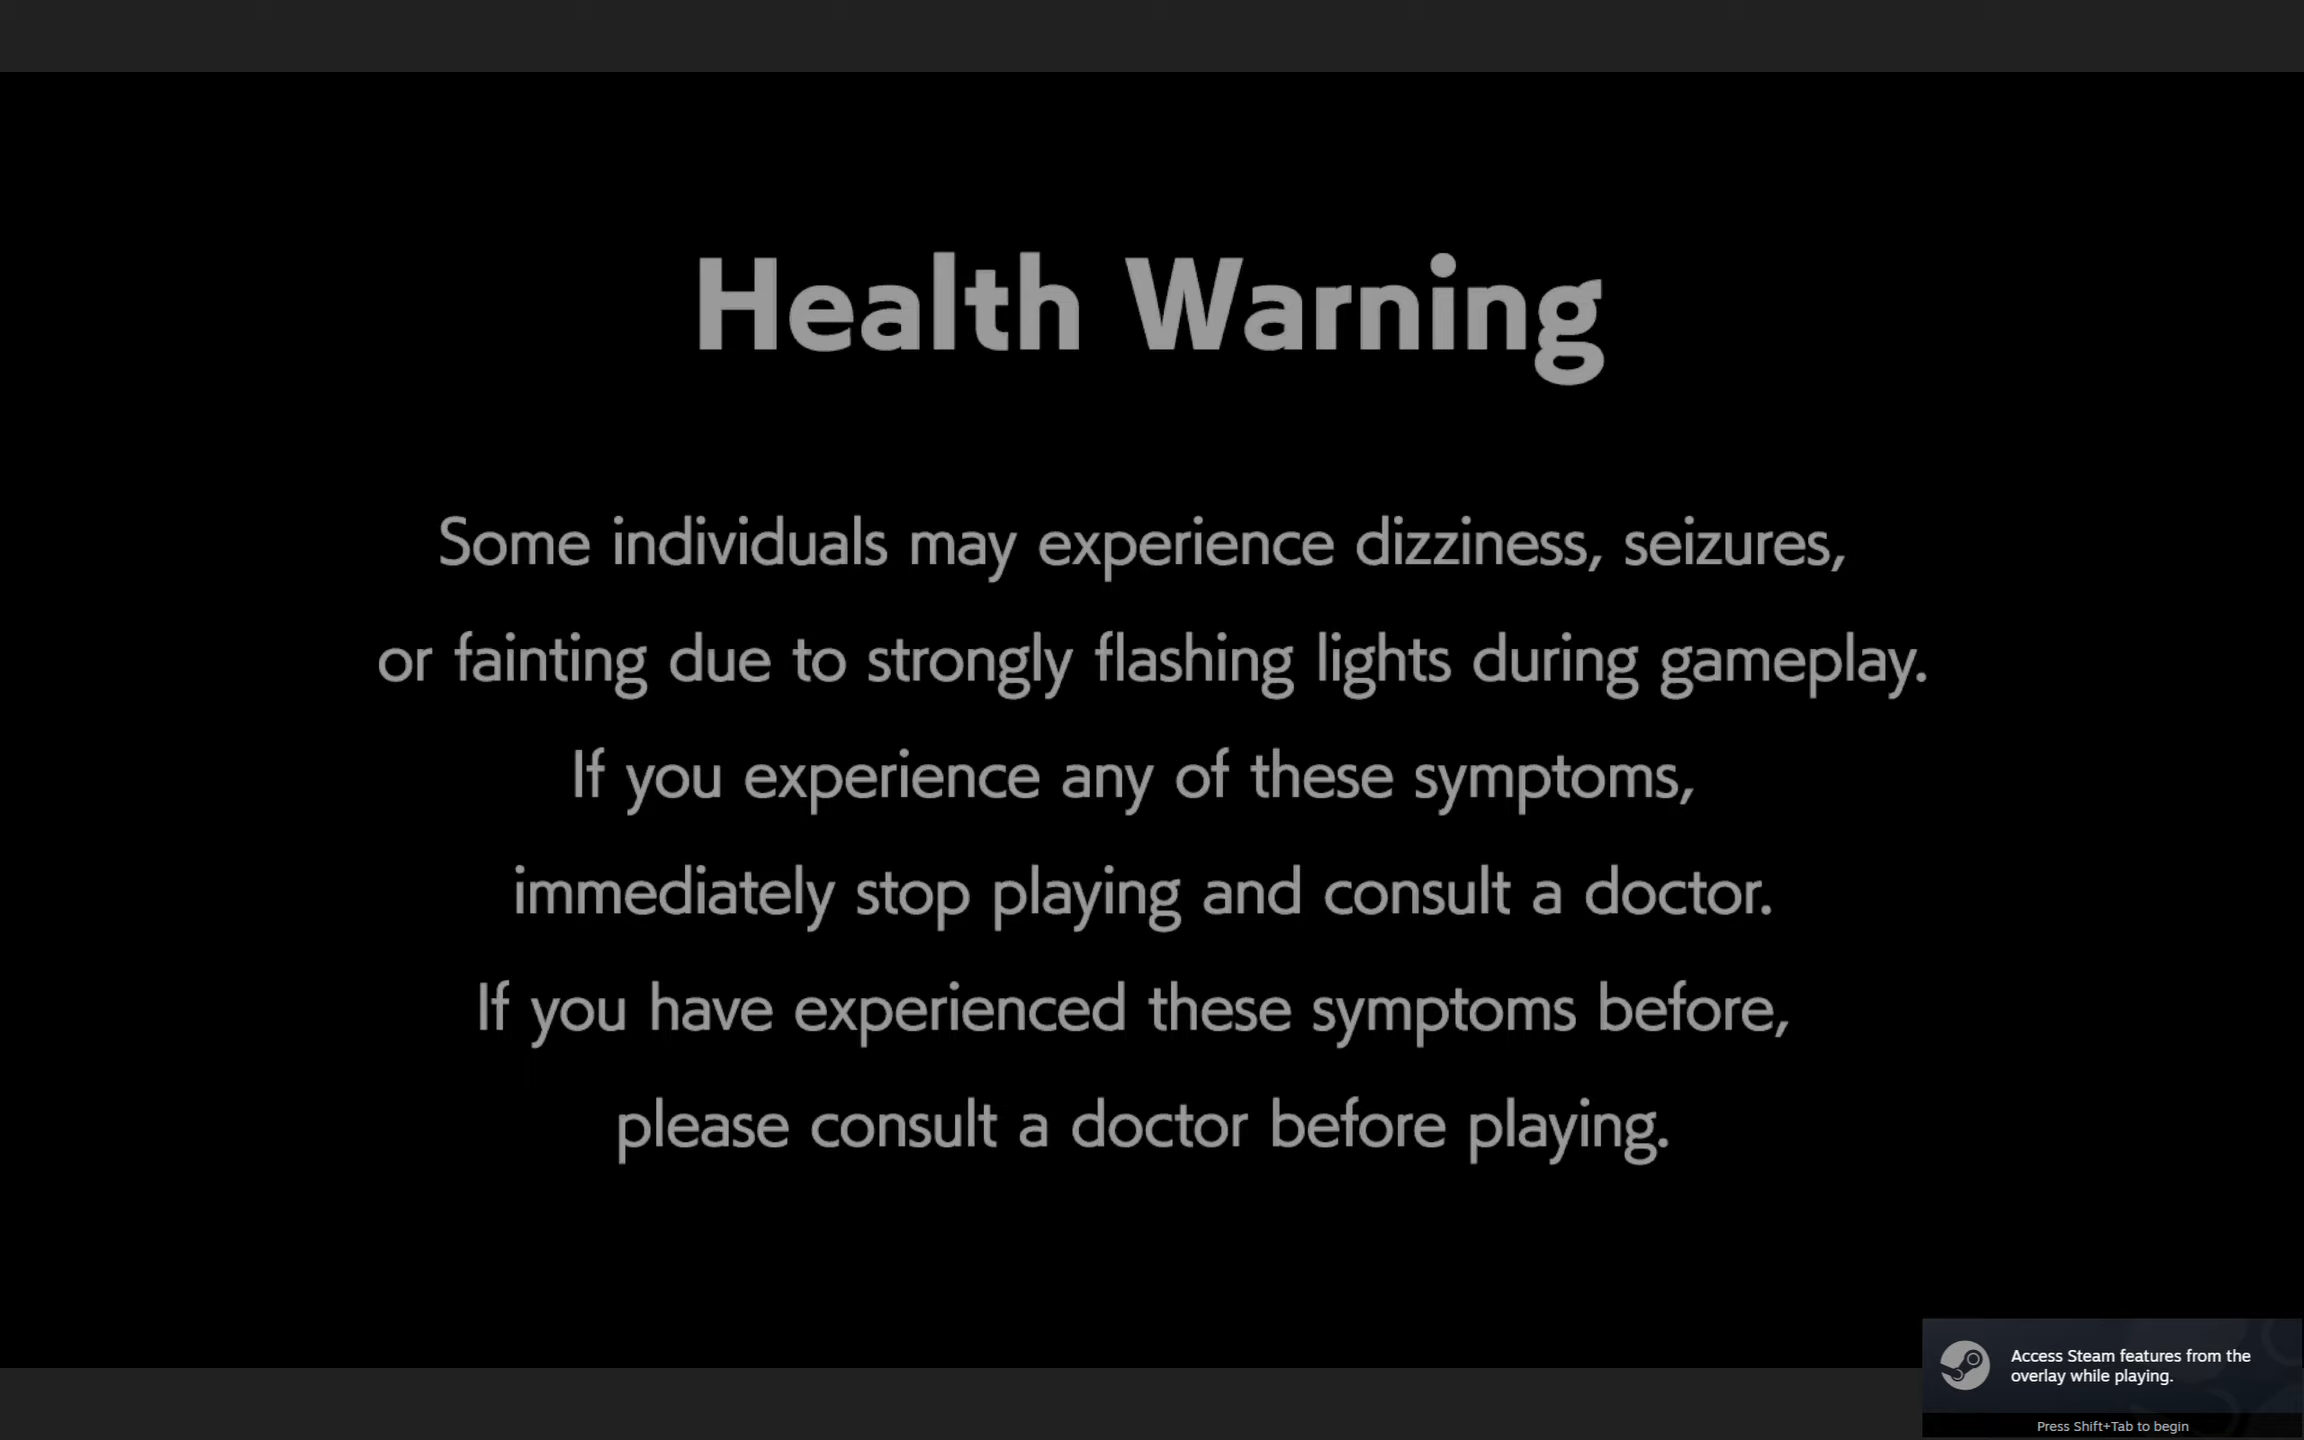 Health Warning
Some individuals may experience dizziness, seizures,
or fainting due to strongly flashing lights during gameplay.
If you experience any of these symptoms,
immediately stop playing and consult a doctor.
If you have experienced these symptoms before,
please consult a doctor before playing.
Access Steam features from the
overlay while playing.
Press Shift+Tab to begin